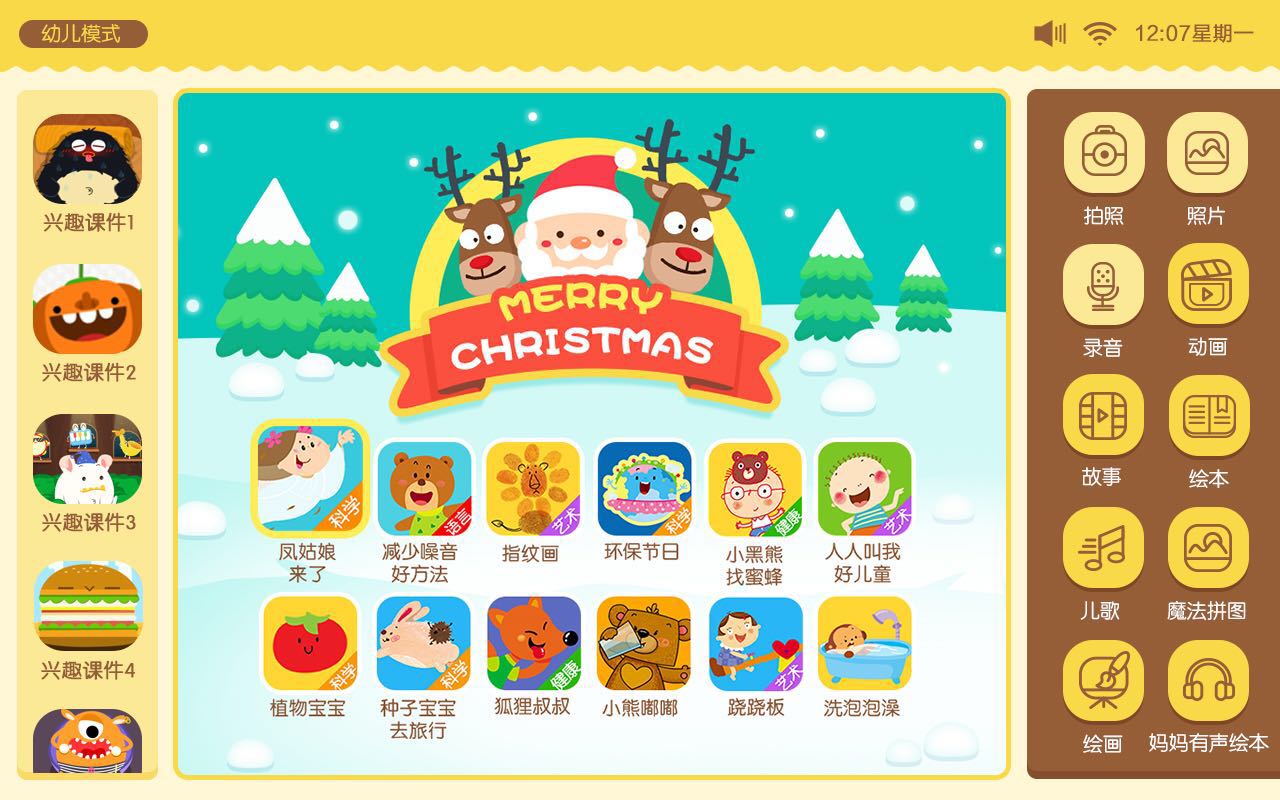 幼儿模式
12:07星期一
兴趣课件1
兴趣课件2
兴趣课件3
兴趣课件4
MERRY
CHRISTMAS
科学
语言
艺术
科学
健康
艺术
凤姑娘
来了
减少噪音
好方法
指纹画
环保节日
小黑熊
找蜜蜂
人人叫我
好儿童
科学
科学
健康
艺术
植物宝宝
种子宝宝
去旅行
狐狸叔叔
小熊嘟嘟
跷跷板
洗泡泡澡
拍照
照片
录音
动画
故事
绘本
儿歌
魔法拼图
绘画
妈妈有声绘本